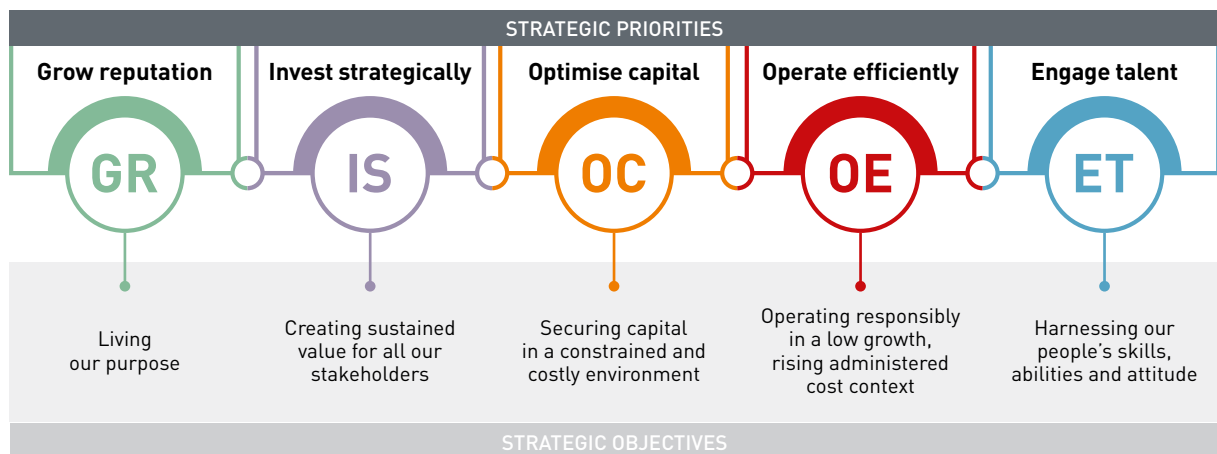 STRATEGIC PRIORITIES
Grow reputation
Invest strategically
Optimise capital
Operate efficiently
Engage talent
GR
IS
OC
OE
ET
Living
our purpose
Creating sustained
value for all our
stakeholders
Securing capital
in a constrained and
costly environment
Operating responsibly
in a low growth,
rising administered
cost context
Harnessing our
people's skills,
abilities and attitude
STRATEGIC OBJECTIVES